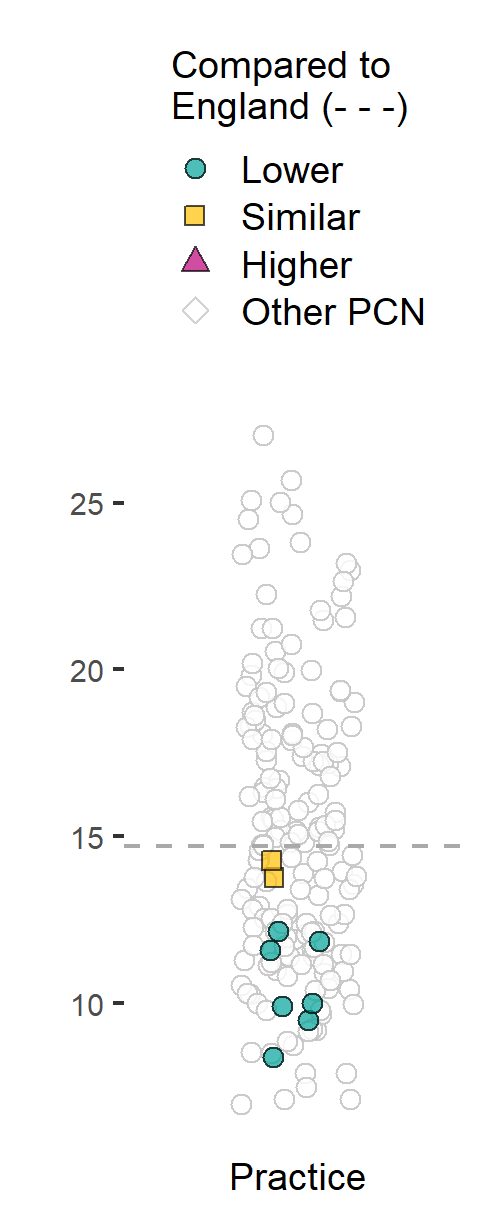 Compared to
England (- - -)
Lower
Similar
Higher
Other PCN
25
20
15
10
Practice